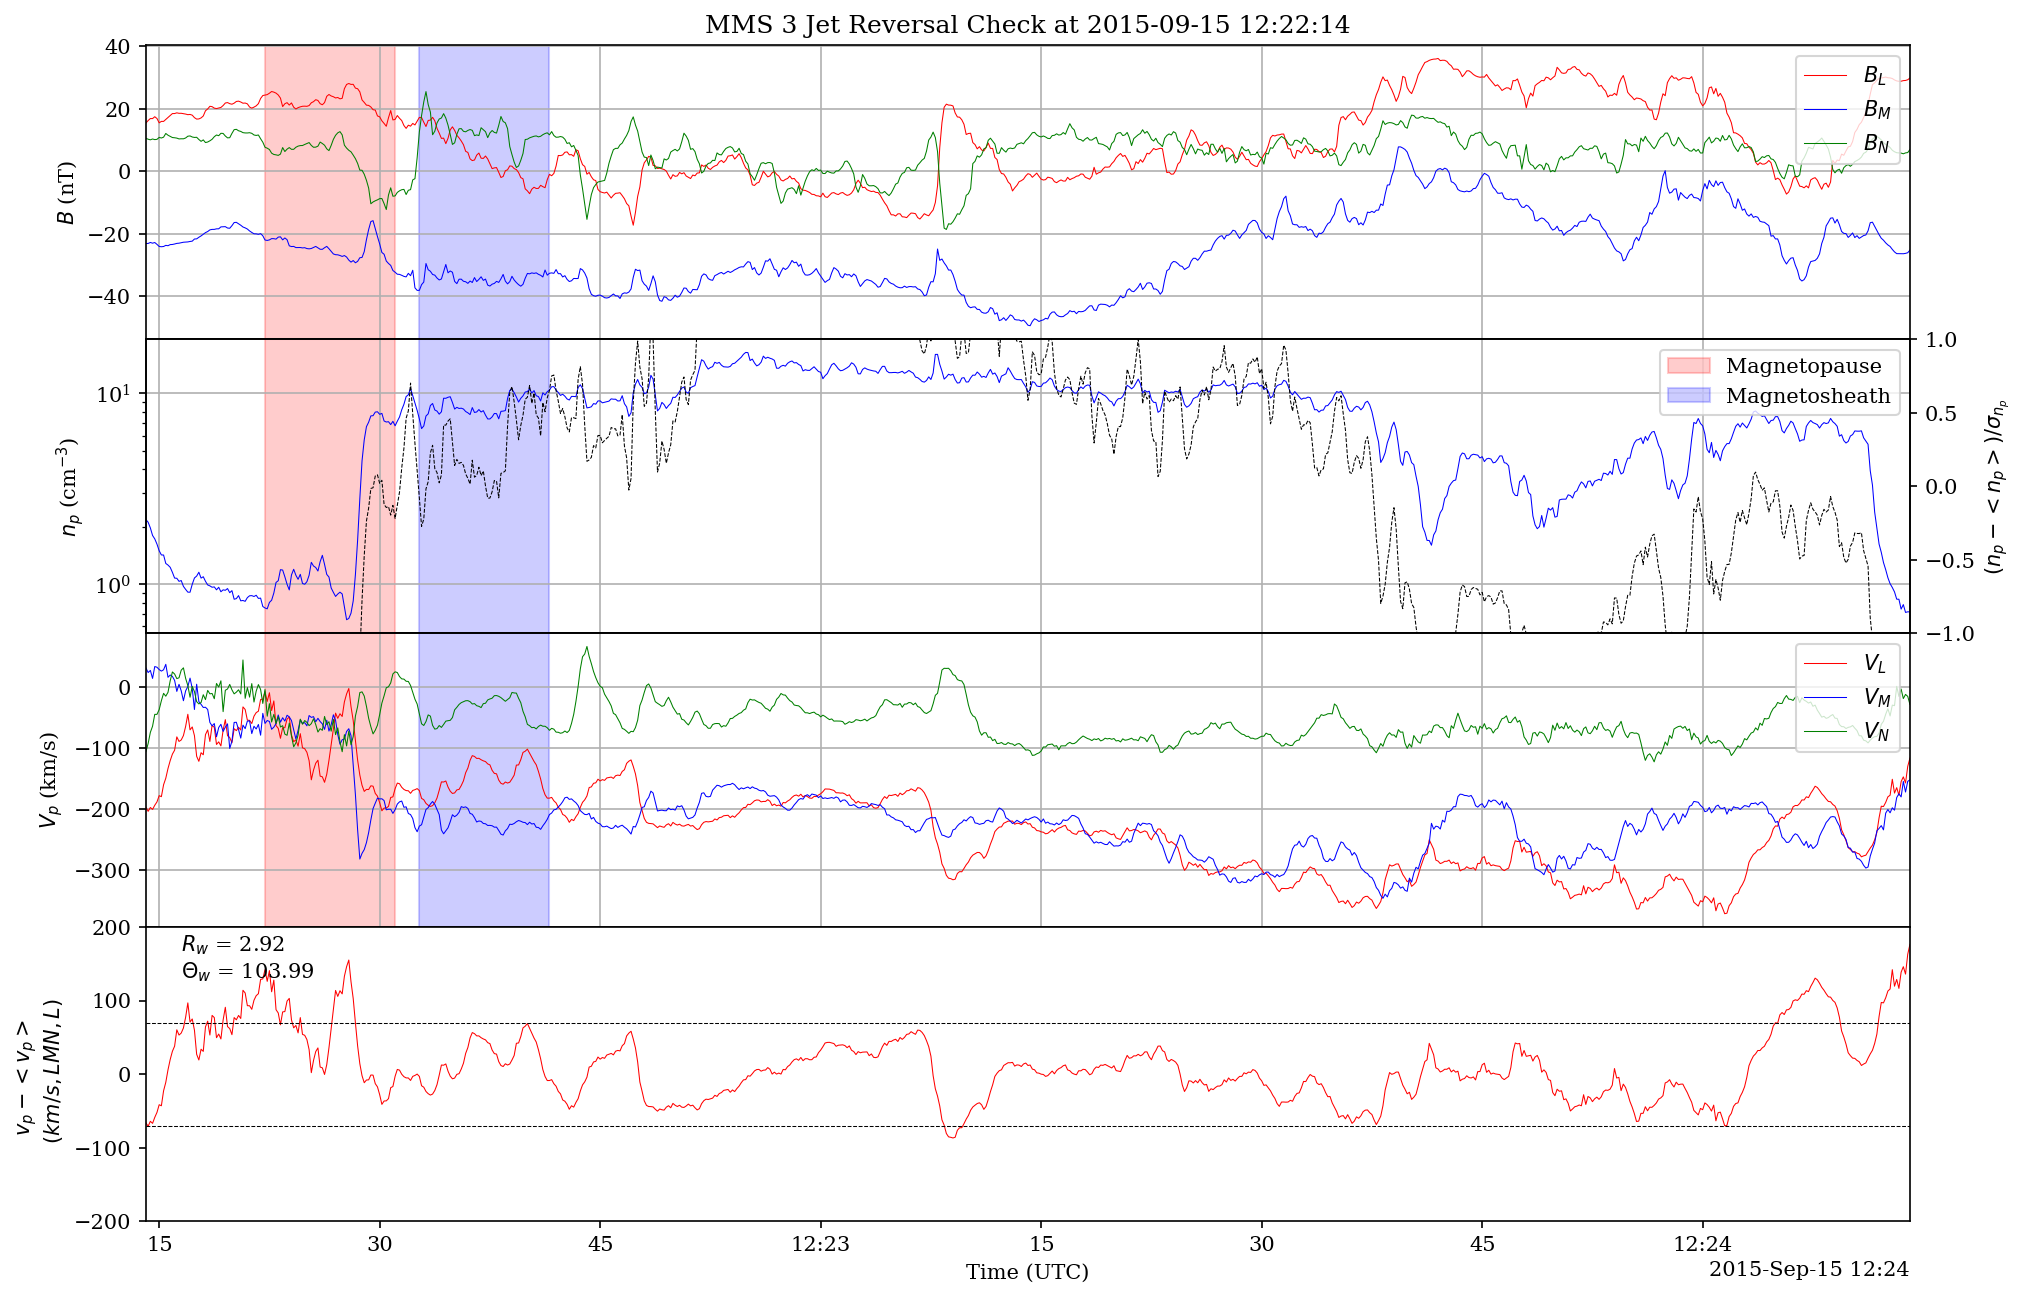 MMS 3 Jet Reversal Check at 2015-09-15 12:22:14
40
20
0
−20
−40
B (nT)
B_L
B_M
B_N
10^1
10^0
n_p (cm^−3)
1.0
0.5
0.0
−0.5
−1.0
(n_p − < n_p >)/σ_{n_p}
Magnetopause
Magnetosheath
0
−100
−200
−300
V_p (km/s)
V_L
V_M
V_N
200
100
0
−100
−200
v_p − < v_p >
(km/s, LMN, L)
R_w = 2.92
Θ_w = 103.99
15 30 45 12:23 15 30 45 12:24
Time (UTC)
2015-Sep-15 12:24